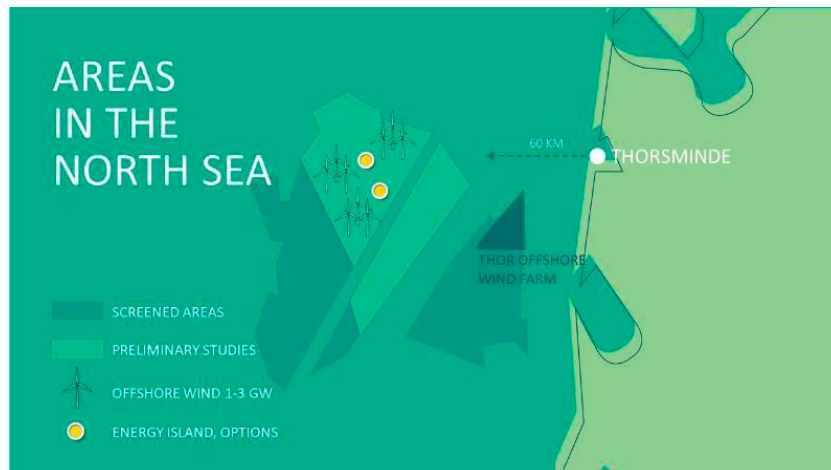 AREAS
IN THE
NORTH SEA
60 KM
THORSMINDE
THOR OFFSHORE
WIND FARM
SCREENED AREAS
PRELIMINARY STUDIES
OFFSHORE WIND 1-3 GW
ENERGY ISLAND, OPTIONS